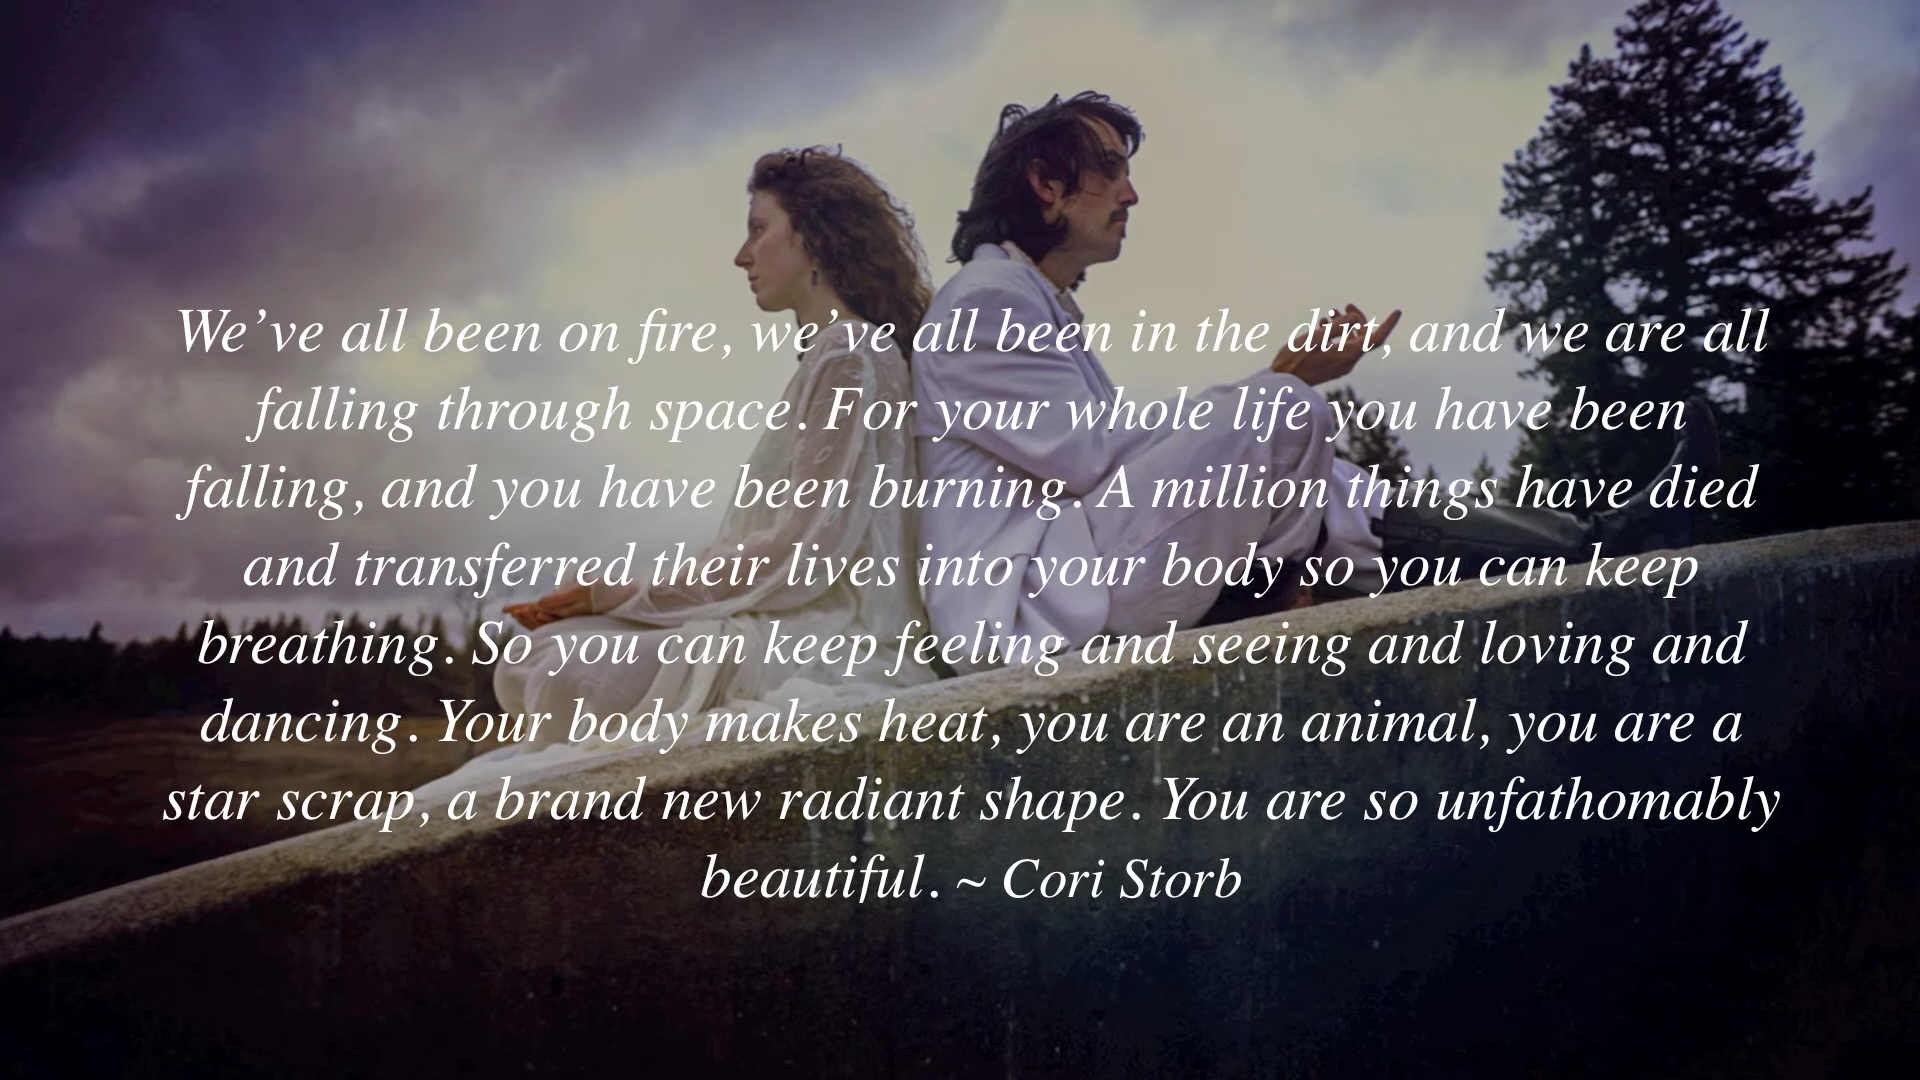 We’ve all been on fire, we’ve all been in the dirt, and we are all
falling through space. For your whole life you have been
falling, and you have been burning. A million things have died
and transferred their lives into your body so you can keep
breathing. So you can keep feeling and seeing and loving and
dancing. Your body makes heat, you are an animal, you are a
star scrap, a brand new radiant shape. You are so unfathomably
beautiful. ~ Cori Storb